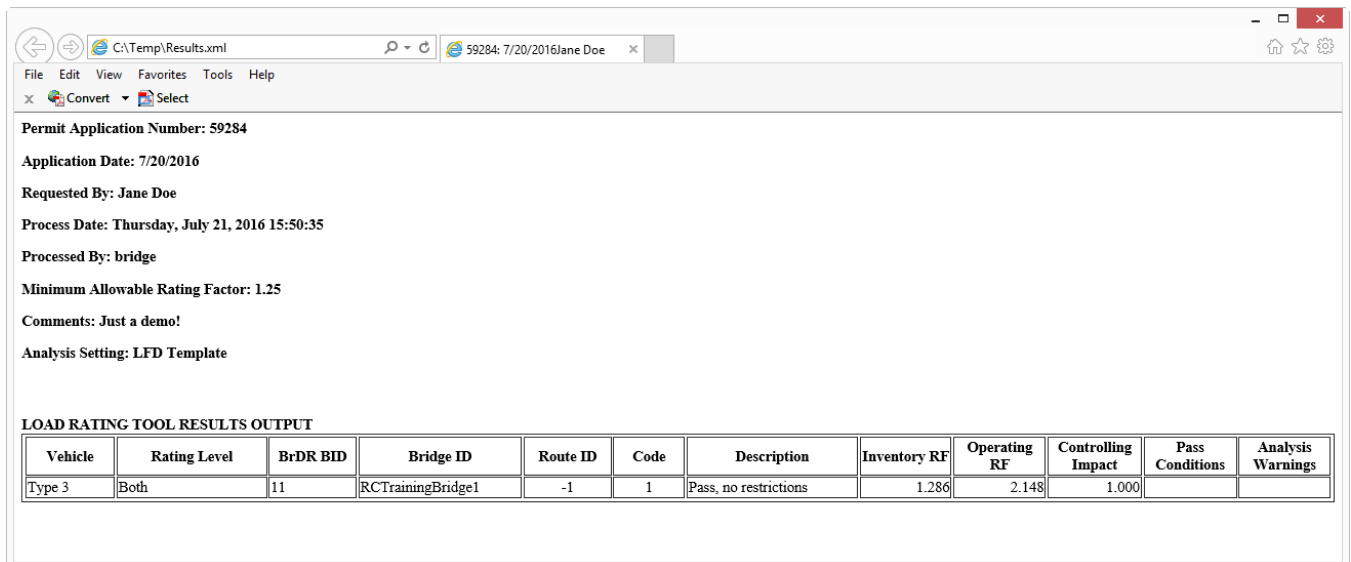 C:\Temp\Results.xml
59284: 7/20/2016Jane Doe
File Edit View Favorites Tools Help
Convert Select
Permit Application Number: 59284
Application Date: 7/20/2016
Requested By: Jane Doe
Process Date: Thursday, July 21, 2016 15:50:35
Processed By: bridge
Minimum Allowable Rating Factor: 1.25
Comments: Just a demo!
Analysis Setting: LFD Template
LOAD RATING TOOL RESULTS OUTPUT
Vehicle Rating Level BrDR BID Bridge ID Route ID Code Description Inventory RF Operating RF Controlling Impact Pass Conditions Analysis Warnings
Type 3 Both 11 RCTrainingBridge1 -1 1 Pass, no restrictions 1.286 2.148 1.000